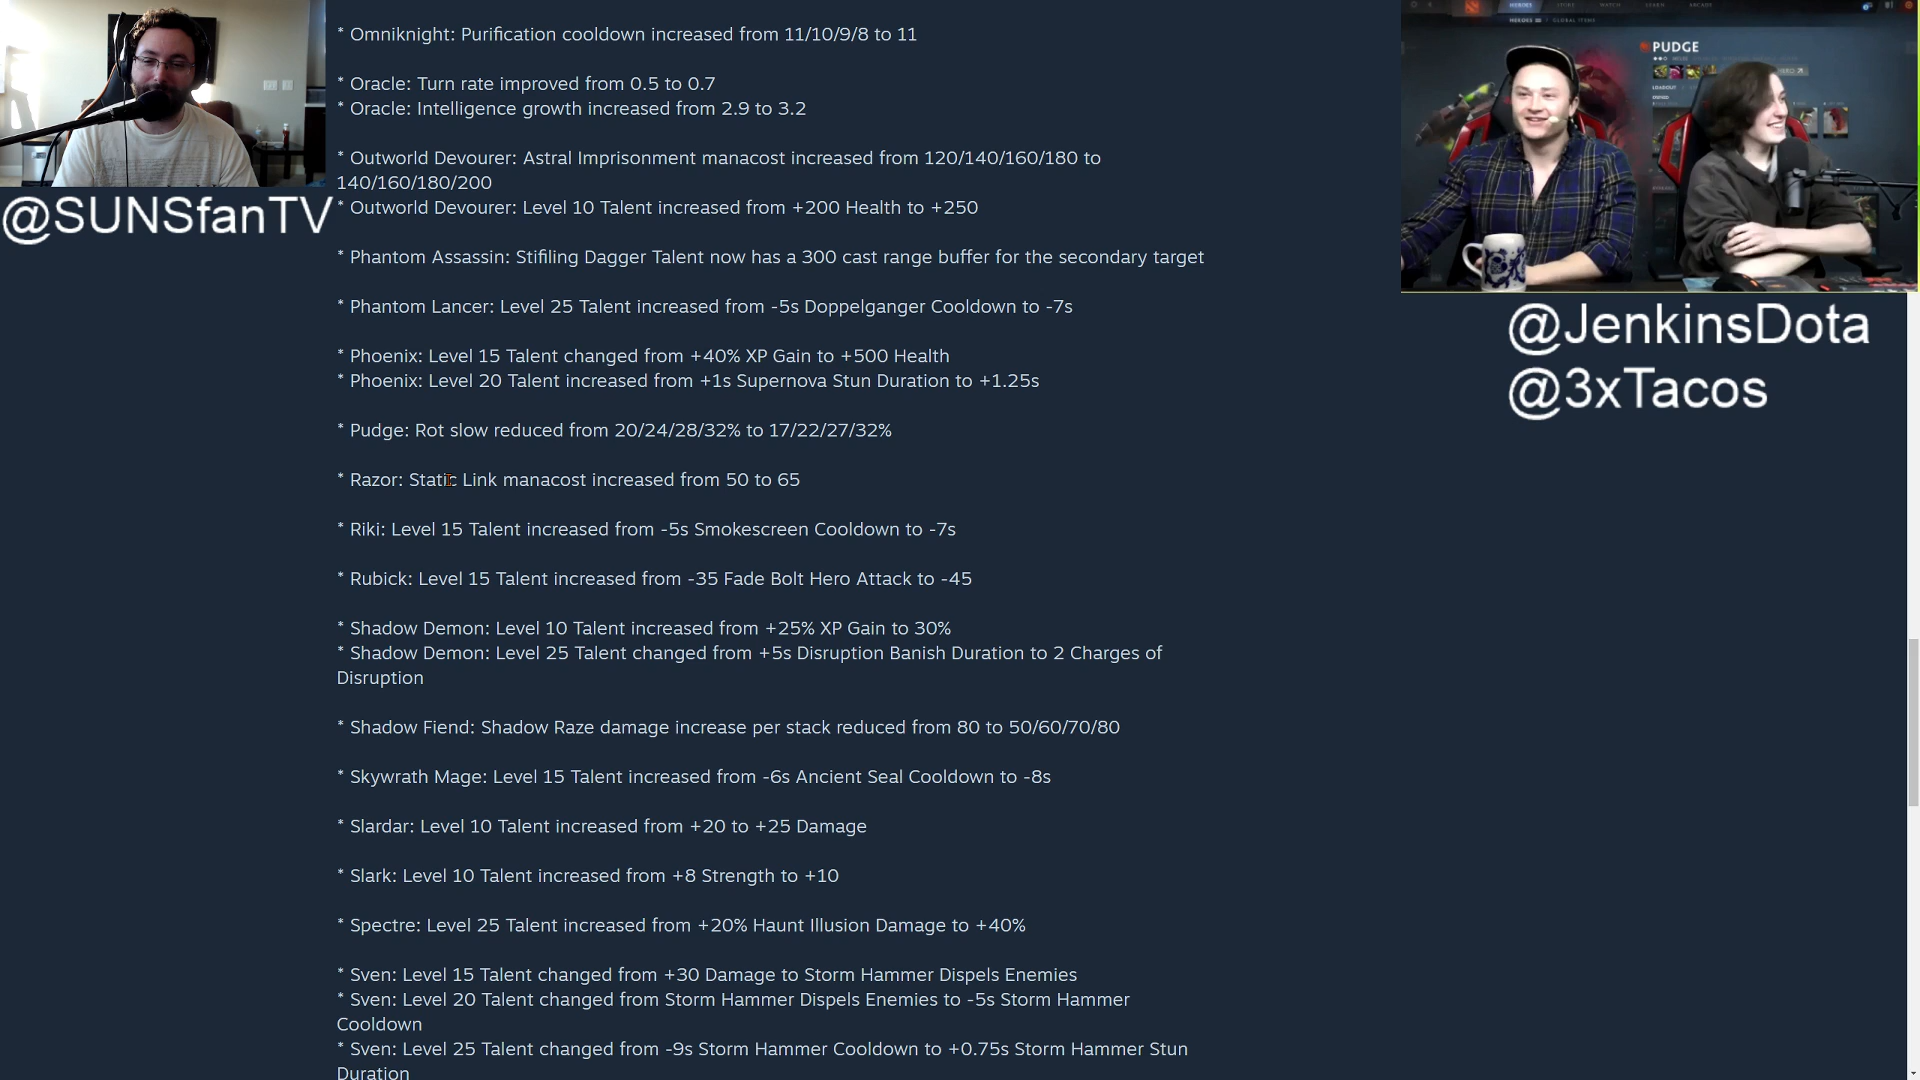 * Omniknight: Purification cooldown increased from 11/10/9/8 to 11
* Oracle: Turn rate improved from 0.5 to 0.7
* Oracle: Intelligence growth increased from 2.9 to 3.2
* Outworld Devourer: Astral Imprisonment manacost increased from 120/140/160/180 to
140/160/180/200
* Outworld Devourer: Level 10 Talent increased from +200 Health to +250
* Phantom Assassin: Stifiling Dagger Talent now has a 300 cast range buffer for the secondary target
* Phantom Lancer: Level 25 Talent increased from -5s Doppelganger Cooldown to -7s
* Phoenix: Level 15 Talent changed from +40% XP Gain to +500 Health
* Phoenix: Level 20 Talent increased from +1s Supernova Stun Duration to +1.25s
* Pudge: Rot slow reduced from 20/24/28/32% to 17/22/27/32%
* Razor: Static Link manacost increased from 50 to 65
* Riki: Level 15 Talent increased from -5s Smokescreen Cooldown to -7s
* Rubick: Level 15 Talent increased from -35 Fade Bolt Hero Attack to -45
* Shadow Demon: Level 10 Talent increased from +25% XP Gain to 30%
* Shadow Demon: Level 25 Talent changed from +5s Disruption Banish Duration to 2 Charges of
Disruption
* Shadow Fiend: Shadow Raze damage increase per stack reduced from 80 to 50/60/70/80
* Skywrath Mage: Level 15 Talent increased from -6s Ancient Seal Cooldown to -8s
* Slardar: Level 10 Talent increased from +20 to +25 Damage
* Slark: Level 10 Talent increased from +8 Strength to +10
* Spectre: Level 25 Talent increased from +20% Haunt Illusion Damage to +40%
* Sven: Level 15 Talent changed from +30 Damage to Storm Hammer Dispels Enemies
* Sven: Level 20 Talent changed from Storm Hammer Dispels Enemies to -5s Storm Hammer
Cooldown
* Sven: Level 25 Talent changed from -9s Storm Hammer Cooldown to +0.75s Storm Hammer Stun
Duration
@SUNSfanTV
HEROES
HEROES
GLOBAL ITEMS
PUDGE
LOADOUT
@JenkinsDota
@3xTacos